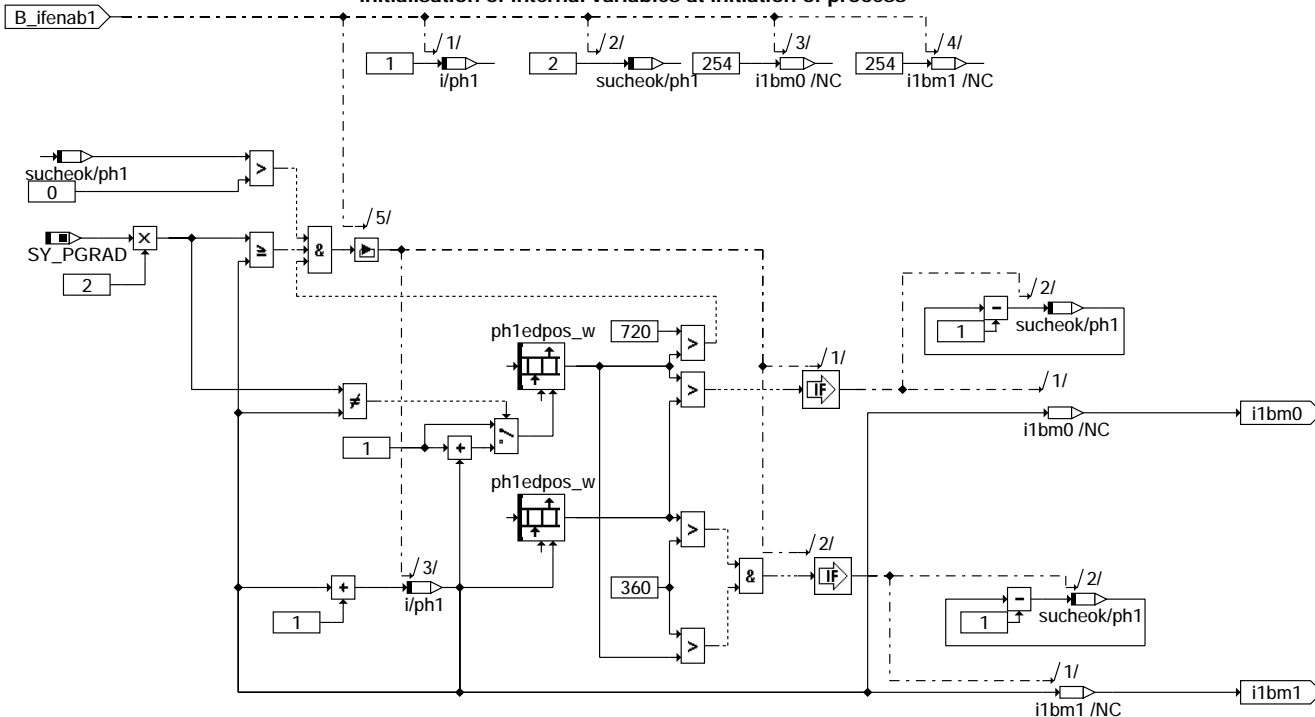 Initialisation of internal variables at initiation of process
B_ifenab1
/1/
/2/
/3/
/4/
1
i/ph1
2
sucheok/ph1
254
i1bm0 /NC
254
i1bm1 /NC
sucheok/ph1
>
0
/5/
SY_PGRAD
×
≥
&
2
/2/
ph1edpos_w
720
>
−
1
sucheok/ph1
/1/
>
IF
/1/
≠
i1bm0 /NC
i1bm0
1
+
ph1edpos_w
>
/2/
/3/
360
&
IF
/2/
+
i/ph1
−
sucheok/ph1
1
1
>
/1/
i1bm1 /NC
i1bm1